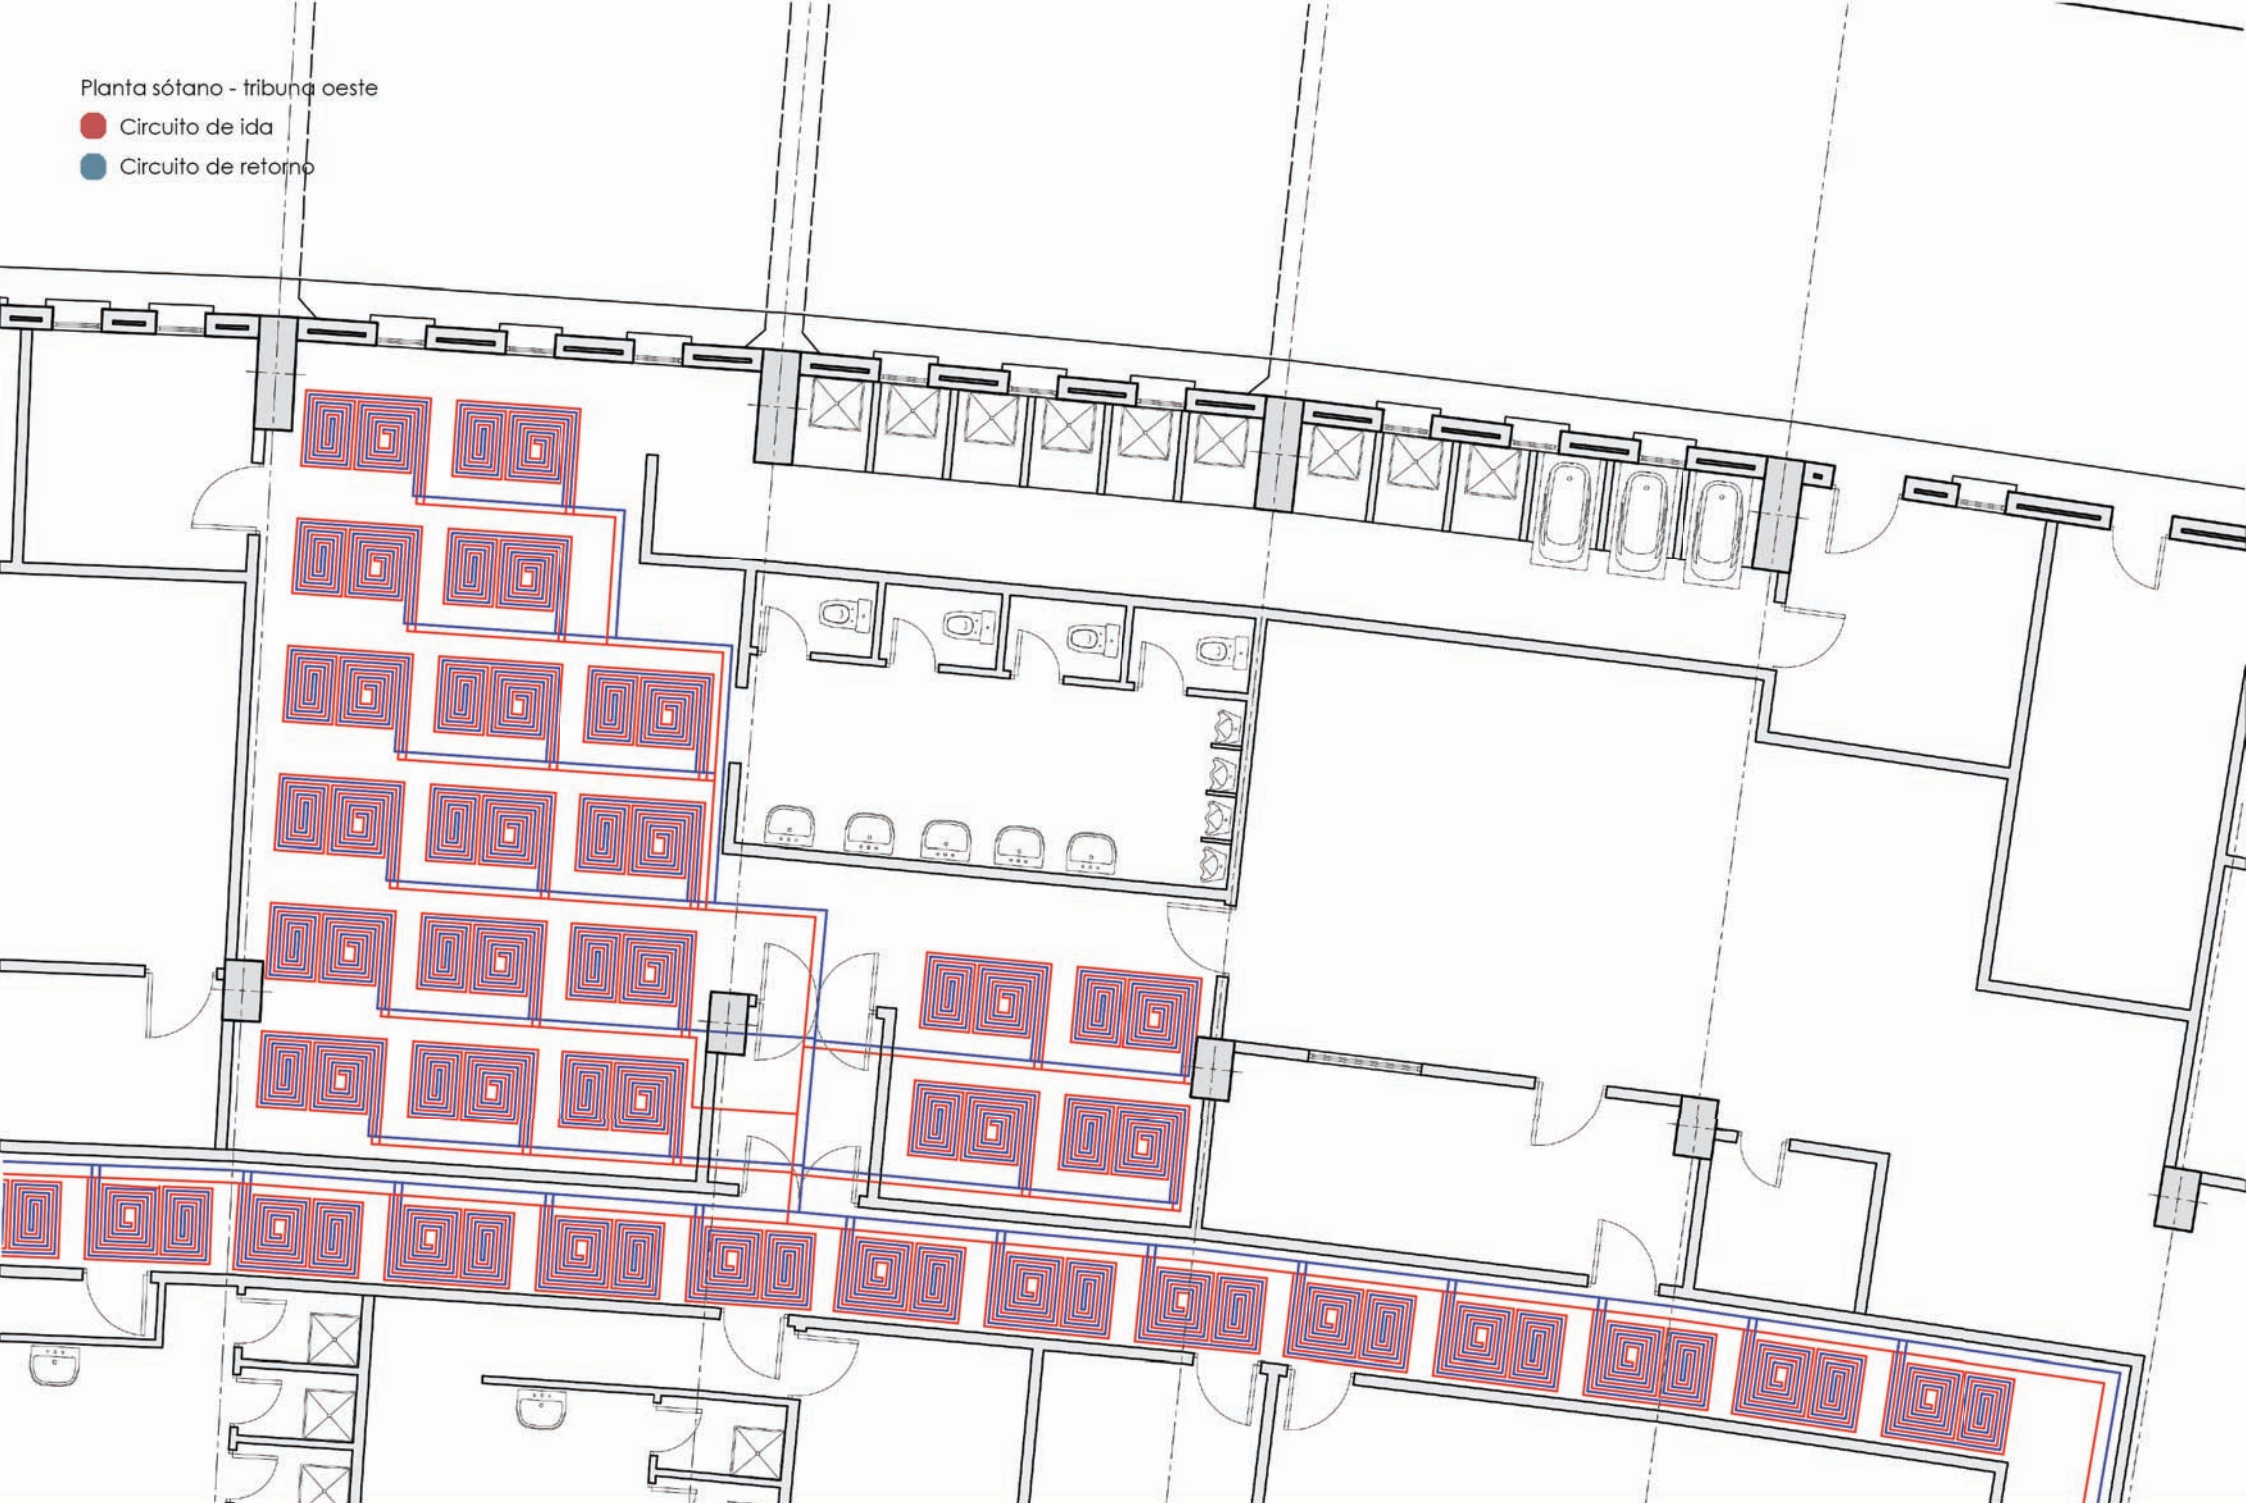 Planta sótano - tribuna oeste
Circuito de ida
Circuito de retorno